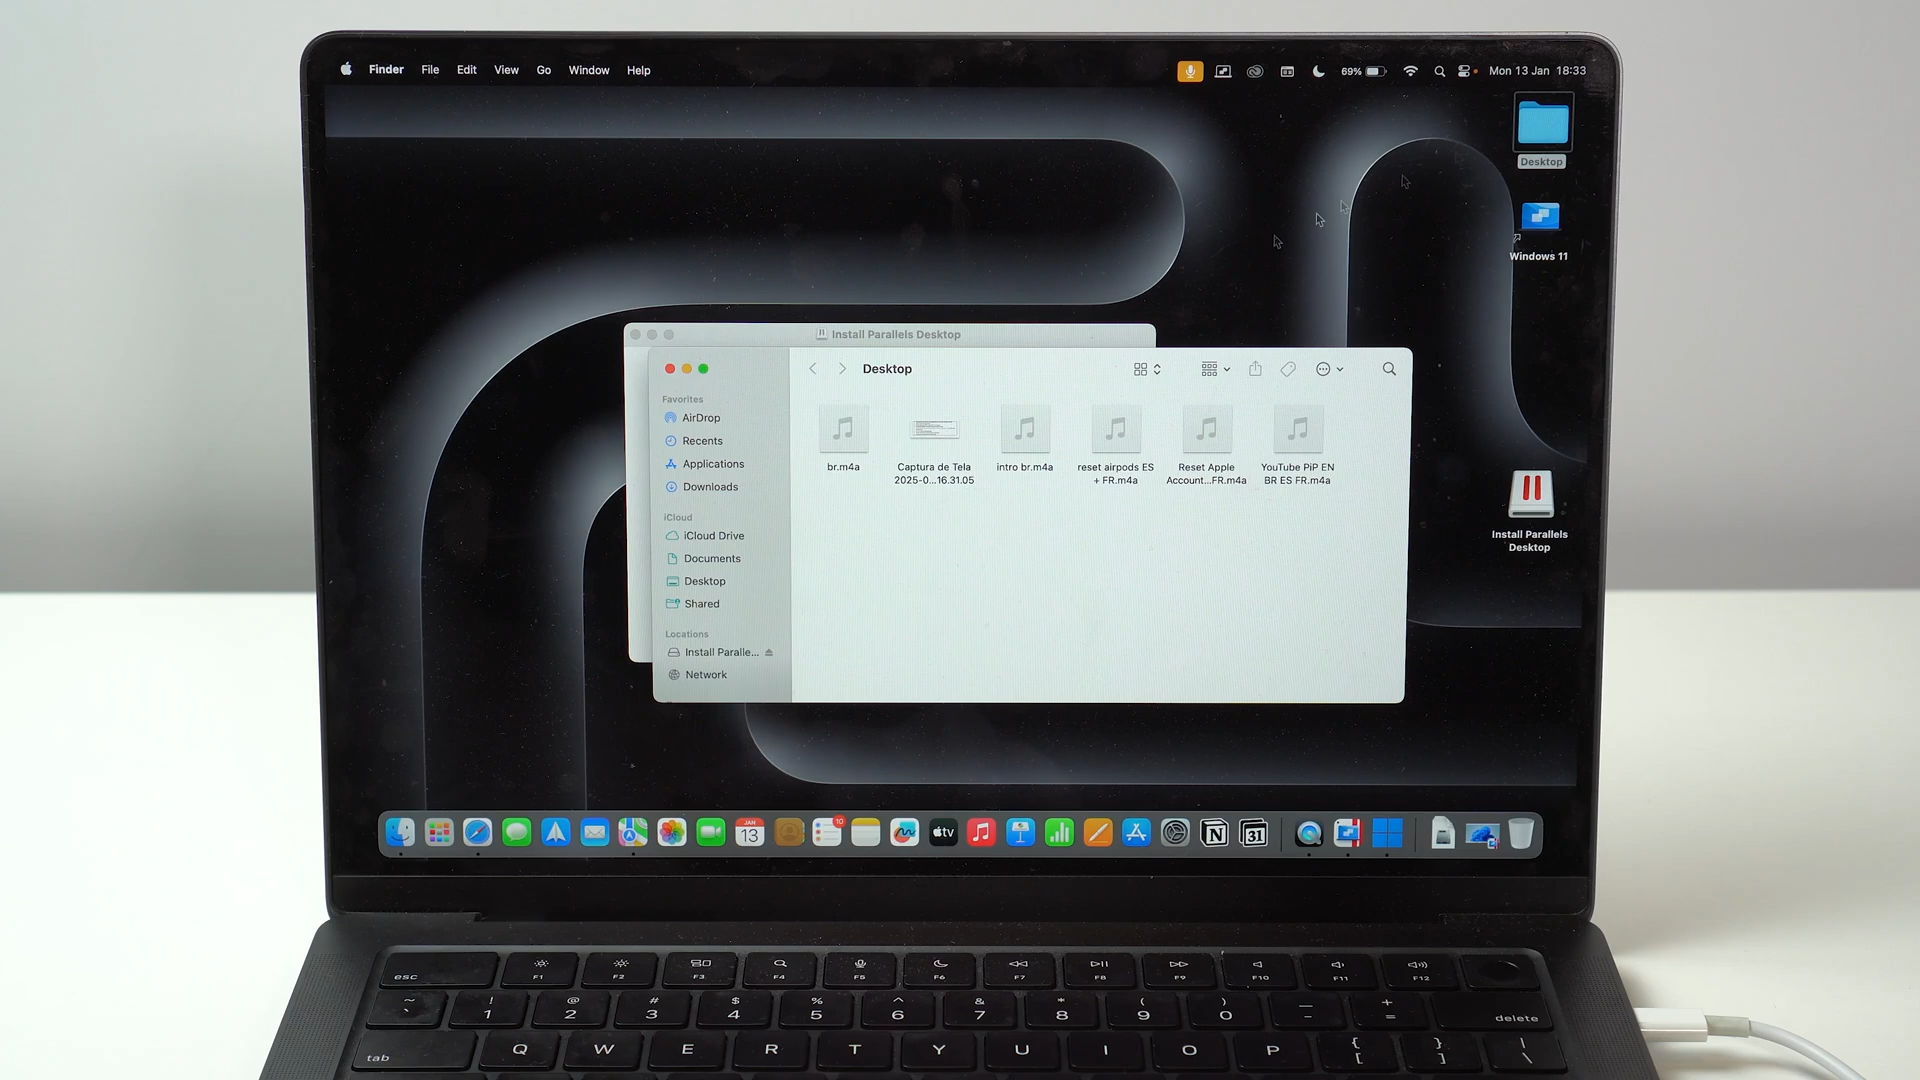 Finder File Edit View Go Window Help
69% Mon 13 Jan 18:33
Desktop
Windows 11
Install Parallels
Desktop
Install Parallels Desktop
Desktop
Favorites
AirDrop
Recents
Applications
Downloads
iCloud
iCloud Drive
Documents
Desktop
Shared
Locations
Install Paralle...
Network
br.m4a
Captura de Tela
2025-0...16.31.05
intro br.m4a
reset airpods ES
+ FR.m4a
Reset Apple
Account...FR.m4a
YouTube PiP EN
BR ES FR.m4a
JAN
13
10
tv
N
31
esc F1 F2 F3 F4 F5 F6 F7 F8 F9 F10 F11 F12
~ ! @ # $ % ^ & * ( ) _ +
` 1 2 3 4 5 6 7 8 9 0 - = delete
tab Q W E R T Y U I O P { [ } ] | \